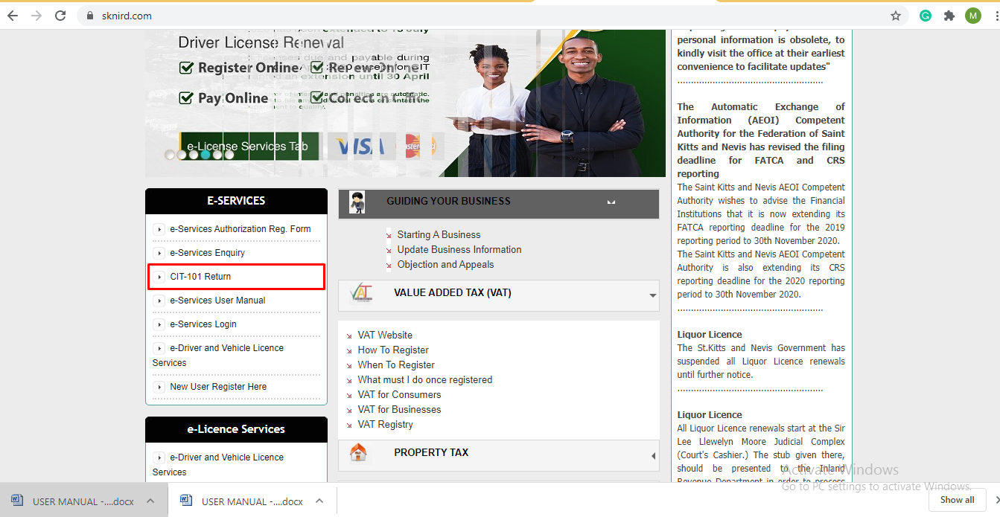 sknird.com
M
Driver License Renewal
Register Online
Pay Online
e-License Services Tab
VISA
personal information is obsolete, to
kindly visit the office at their earliest
convenience to facilitate updates"
......................................................
The Automatic Exchange of
Information (AEOI) Competent
Authority for the Federation of Saint
Kitts and Nevis has revised the filing
deadline for FATCA and CRS
reporting
The Saint Kitts and Nevis AEOI Competent
Authority wishes to advise the Financial
Institutions that it is now extending its
FATCA reporting deadline for the 2019
reporting period to 30th November 2020.
The Saint Kitts and Nevis AEOI Competent
Authority is also extending its CRS
reporting deadline for the 2020 reporting
period to 30th November 2020.
......................................................
Liquor Licence
The St.Kitts and Nevis Government has
suspended all Liquor Licence renewals
until further notice.
......................................................
Liquor Licence
All Liquor Licence renewals start at the Sir
Lee Llewelyn Moore Judicial Complex
(Court's Cashier.) The stub given there,
should be presented to the Inland
Revenue Department in order to process
E-SERVICES
e-Services Authorization Reg. Form
e-Services Enquiry
CIT-101 Return
e-Services User Manual
e-Services Login
e-Driver and Vehicle Licence
Services
New User Register Here
e-Licence Services
e-Driver and Vehicle Licence
Services
GUIDING YOUR BUSINESS
Starting A Business
Update Business Information
Objection and Appeals
VAT
VALUE ADDED TAX (VAT)
VAT Website
How To Register
When To Register
What must I do once registered
VAT for Consumers
VAT for Businesses
VAT Registry
PROPERTY TAX
Activate Windows
Go to PC settings to activate Windows.
USER MANUAL -....docx
USER MANUAL -....docx
Show all